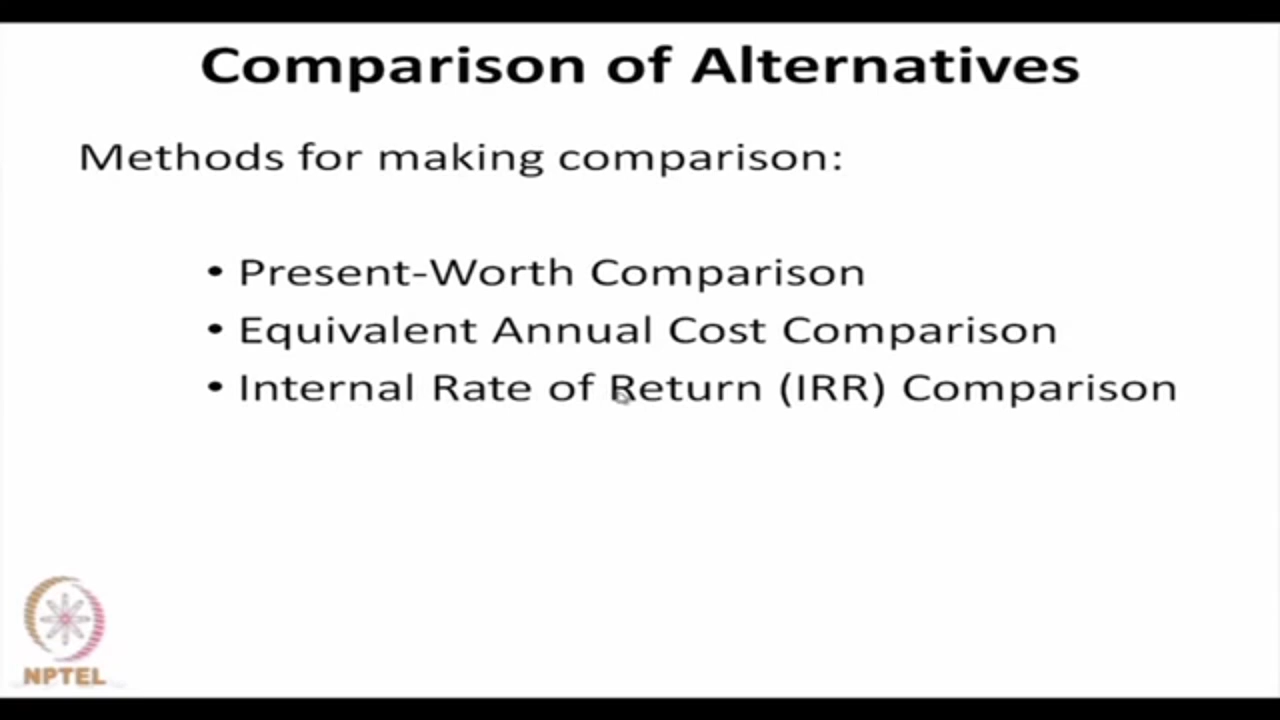 Comparison of Alternatives
Methods for making comparison:
• Present-Worth Comparison
• Equivalent Annual Cost Comparison
• Internal Rate of Return (IRR) Comparison
NPTEL